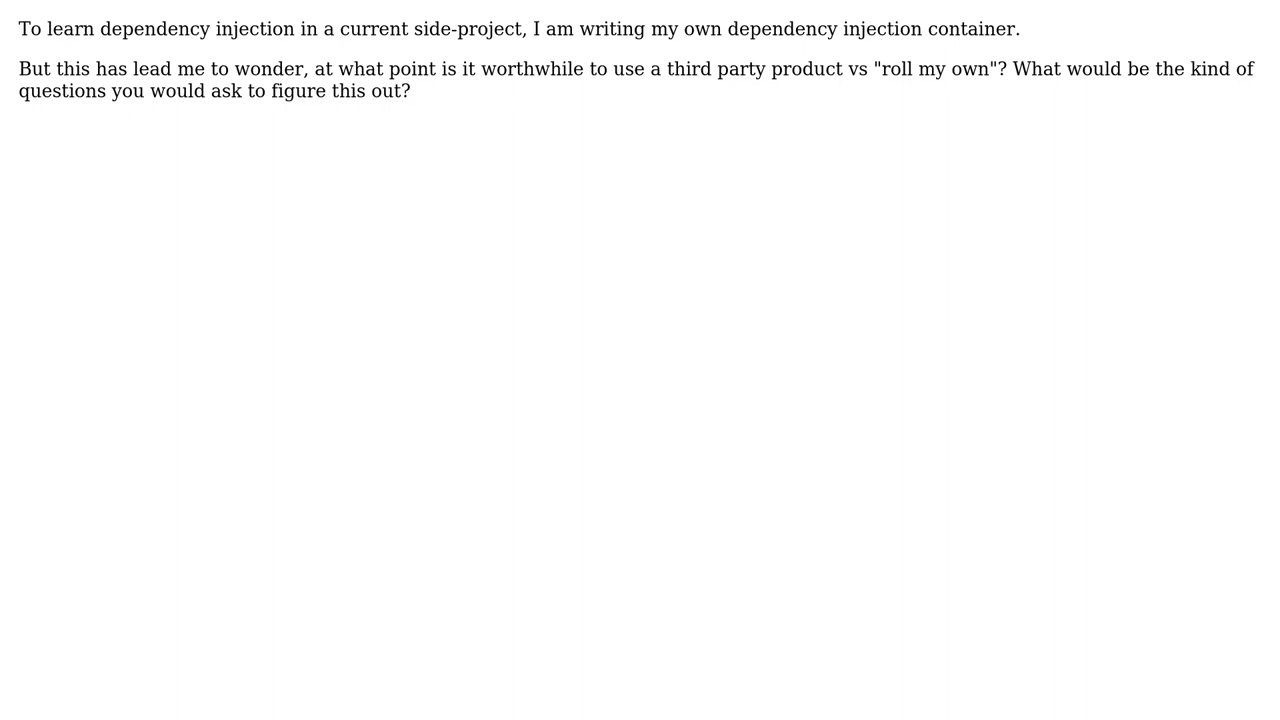 To learn dependency injection in a current side-project, I am writing my own dependency injection container.
But this has lead me to wonder, at what point is it worthwhile to use a third party product vs "roll my own"? What would be the kind of
questions you would ask to figure this out?